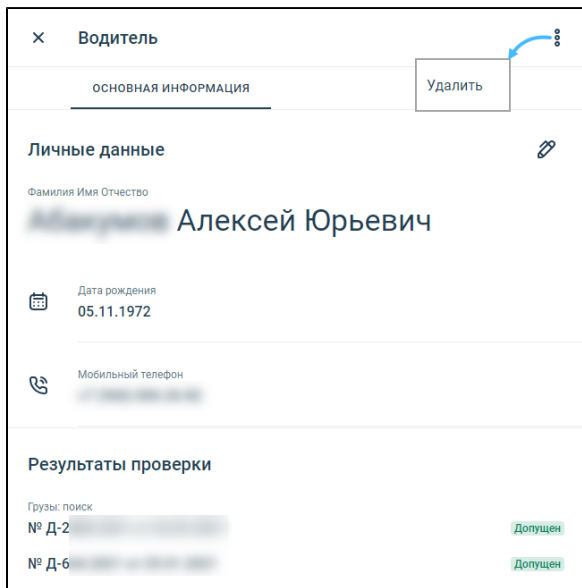 Водитель
ОСНОВНАЯ ИНФОРМАЦИЯ
Удалить
Личные данные
Фамилия Имя Отчество
Алексей Юрьевич
Дата рождения
05.11.1972
Мобильный телефон
Результаты проверки
Грузы: поиск
№ Д-2 Допущен
№ Д-6 Допущен